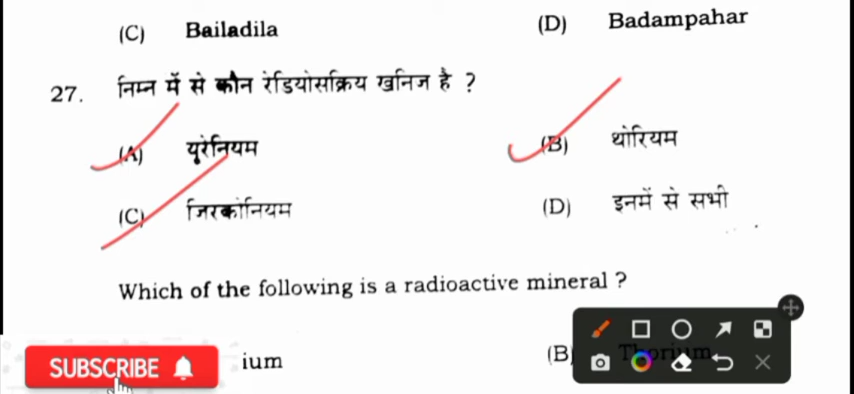 (C) Bailadila (D) Badampahar
27. निम्न में से कौन रेडियोसक्रिय खनिज है ?
(A) यूरेनियम (B) थोरियम
(C) जिरकोनियम (D) इनमें से सभी
Which of the following is a radioactive mineral ?
SUBSCRIBE ium (B) Thorium